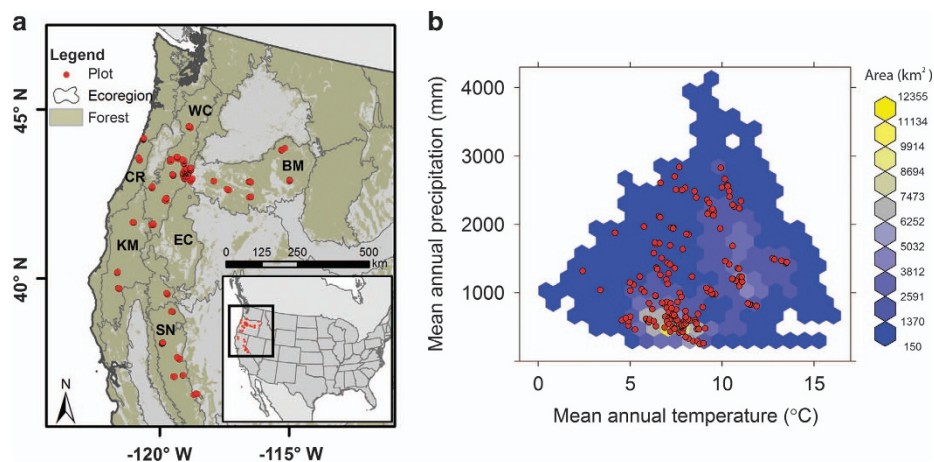 a
Legend
Plot
Ecoregion
Forest
45° N
40° N
WC
CR
BM
KM
EC
SN
0 125 250 500
km
N
-120° W
-115° W
b
Mean annual precipitation (mm)
4000
3000
2000
1000
0 5 10 15
Mean annual temperature (°C)
Area (km²)
12355
11134
9914
8694
7473
6252
5032
3812
2591
1370
150